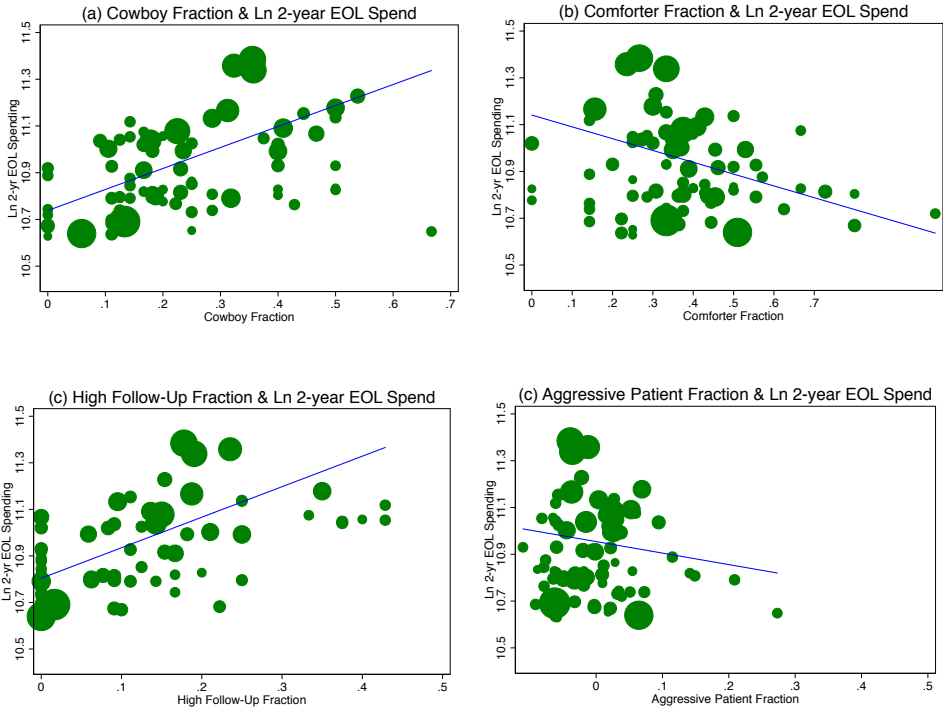 (a) Cowboy Fraction & Ln 2-year EOL Spend
Ln 2-yr EOL Spending
11.5
11.3
11.1
10.9
10.7
10.5
0 .1 .2 .3 .4 .5 .6 .7
Cowboy Fraction
(b) Comforter Fraction & Ln 2-year EOL Spend
Ln 2-yr EOL Spending
11.5
11.3
11.1
10.9
10.7
10.5
0 .1 .2 .3 .4 .5 .6 .7
Comforter Fraction
(c) High Follow-Up Fraction & Ln 2-year EOL Spend
Ln 2-yr EOL Spending
11.5
11.3
11.1
10.9
10.7
10.5
0 .1 .2 .3 .4 .5
High Follow-Up Fraction
(c) Aggressive Patient Fraction & Ln 2-year EOL Spend
Ln 2-yr EOL Spending
11.5
11.3
11.1
10.9
10.7
10.5
0 .1 .2 .3 .4 .5
Aggressive Patient Fraction